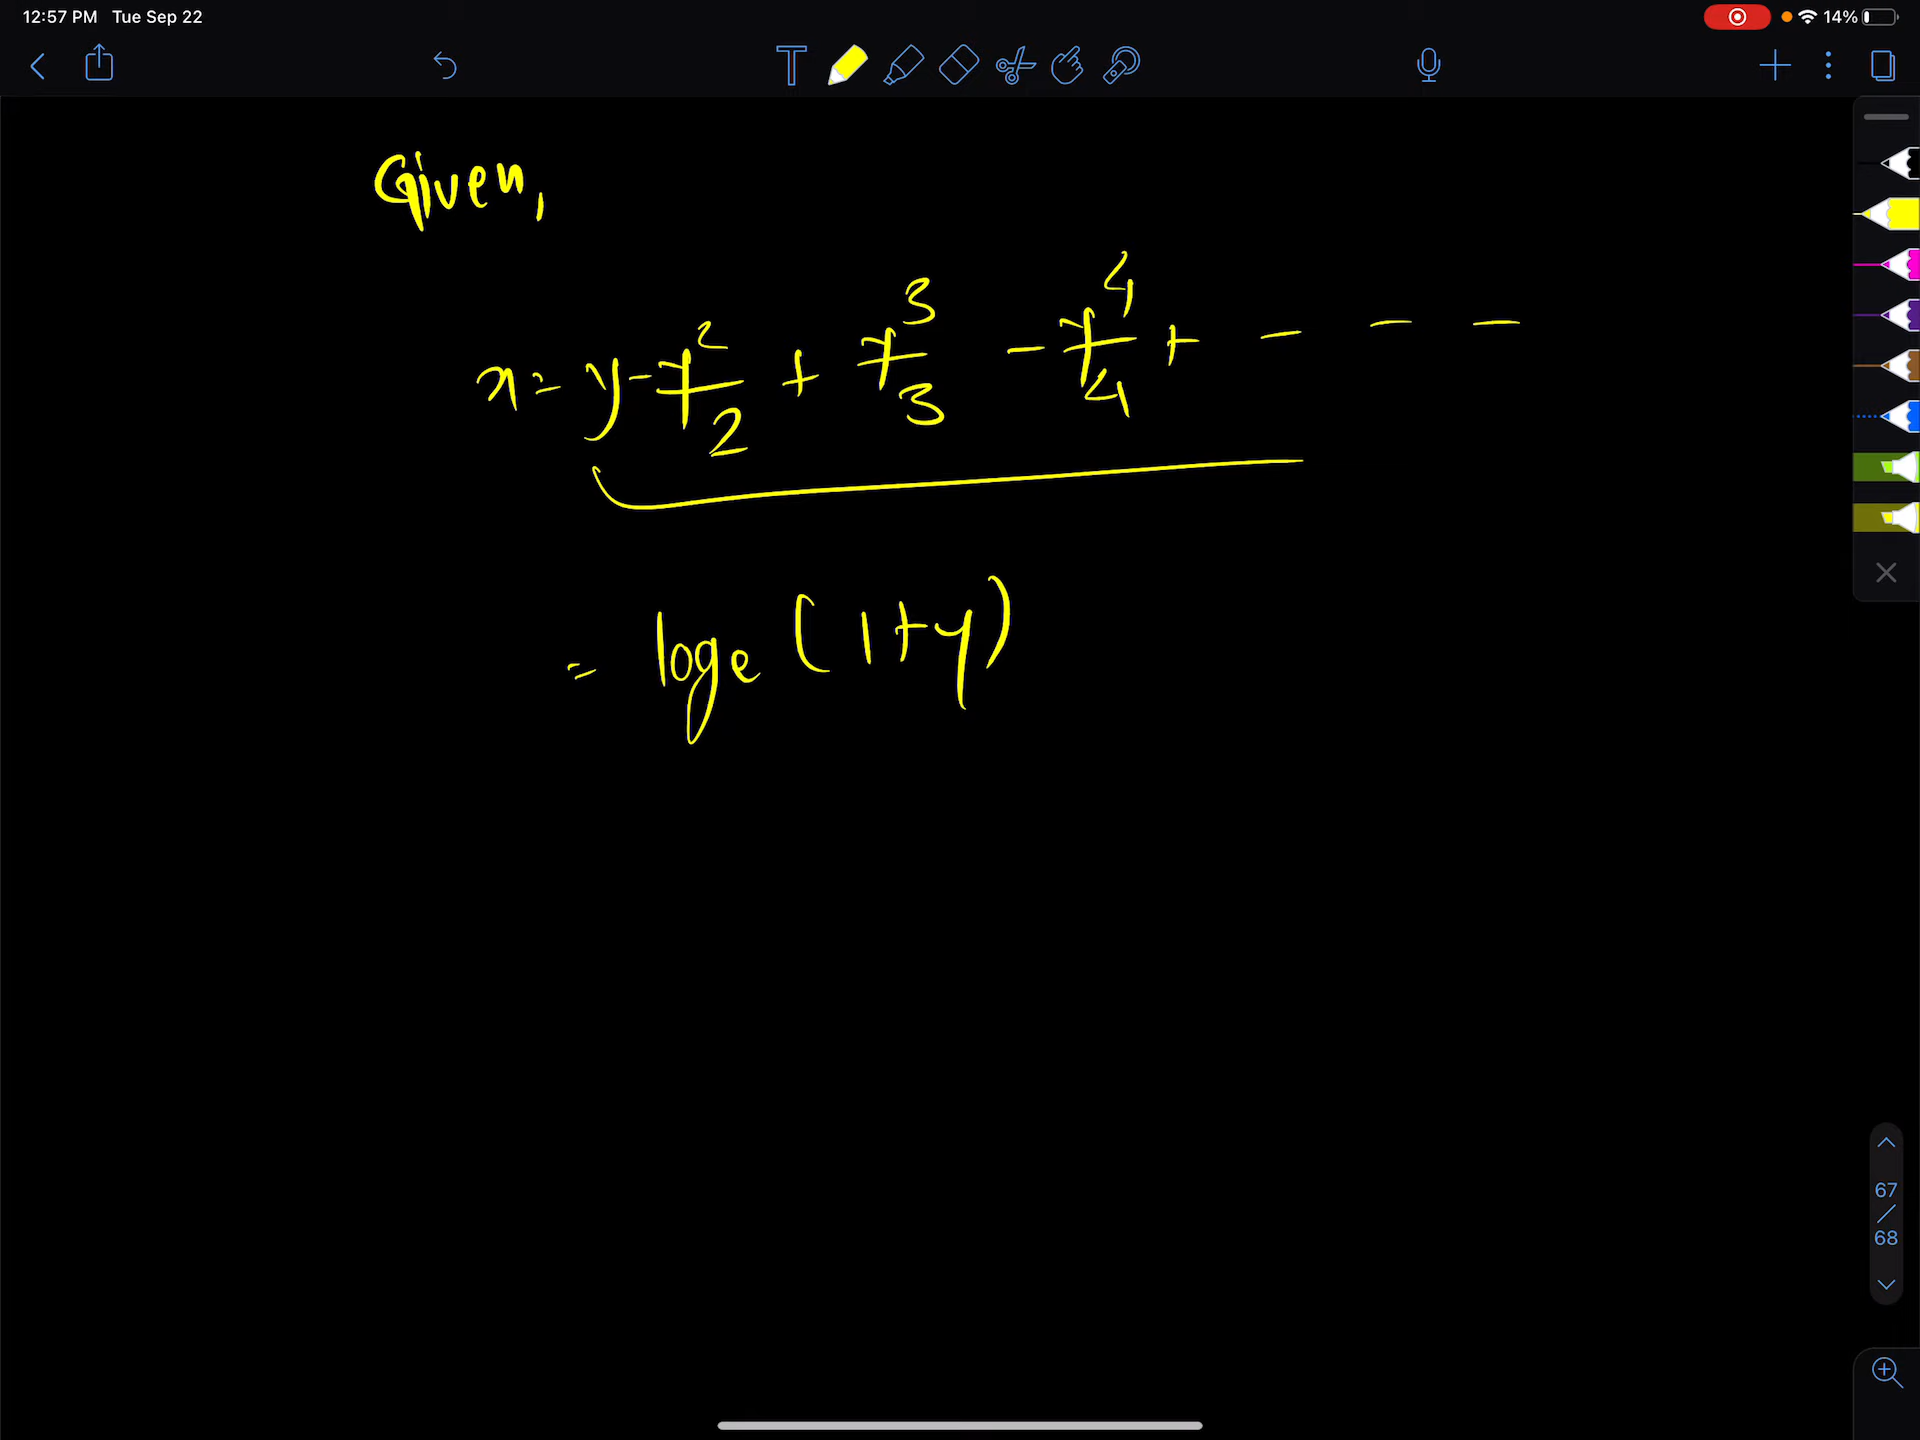 12:57 PM Tue Sep 22 14%
T
Given,
x = y - y²/2 + y³/3 - y⁴/4 + - - -
= logₑ (1+y)
67
/
68